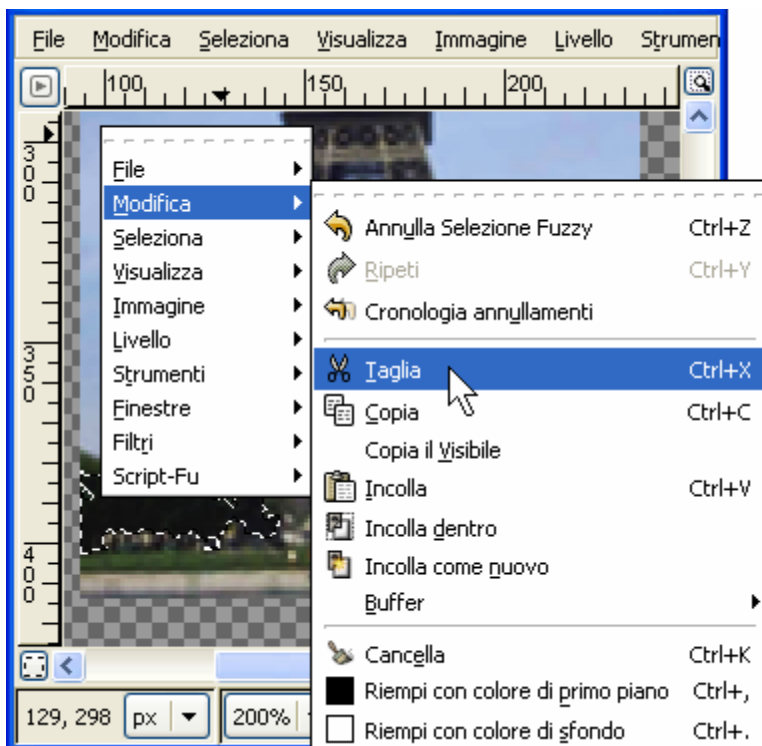 File Modifica Seleziona Visualizza Immagine Livello Strumen
100 150 200
300
350
400
File
Modifica
Seleziona
Visualizza
Immagine
Livello
Strumenti
Finestre
Filtri
Script-Fu
Annulla Selezione Fuzzy Ctrl+Z
Ripeti Ctrl+Y
Cronologia annullamenti
Taglia Ctrl+X
Copia Ctrl+C
Copia il Visibile
Incolla Ctrl+V
Incolla dentro
Incolla come nuovo
Buffer
Cancella Ctrl+K
Riempi con colore di primo piano Ctrl+,
Riempi con colore di sfondo Ctrl+.
129, 298 px 200%